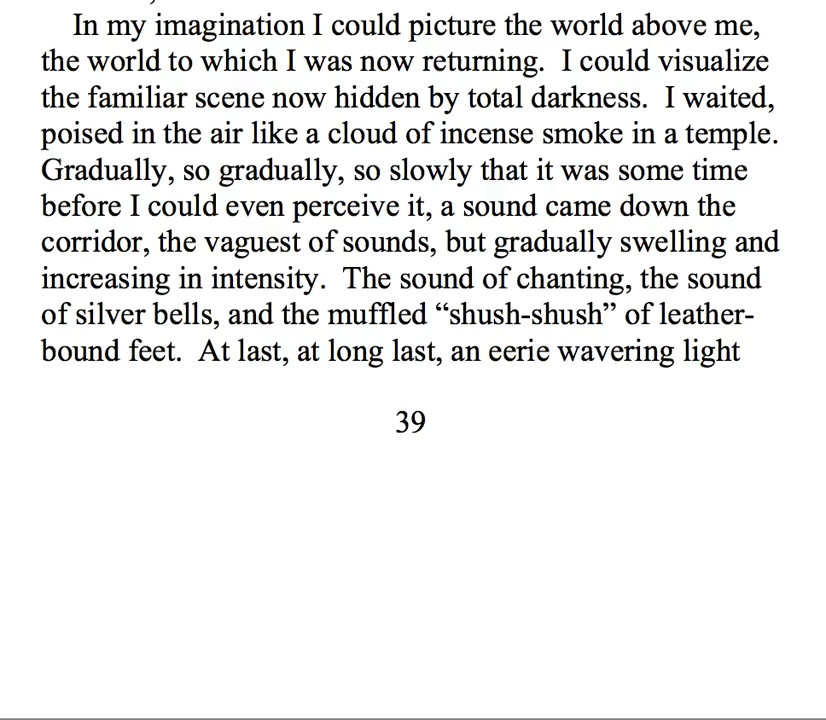 In my imagination I could picture the world above me,
the world to which I was now returning.  I could visualize
the familiar scene now hidden by total darkness.  I waited,
poised in the air like a cloud of incense smoke in a temple.
Gradually, so gradually, so slowly that it was some time
before I could even perceive it, a sound came down the
corridor, the vaguest of sounds, but gradually swelling and
increasing in intensity.  The sound of chanting, the sound
of silver bells, and the muffled “shush-shush” of leather-
bound feet.  At last, at long last, an eerie wavering light
39